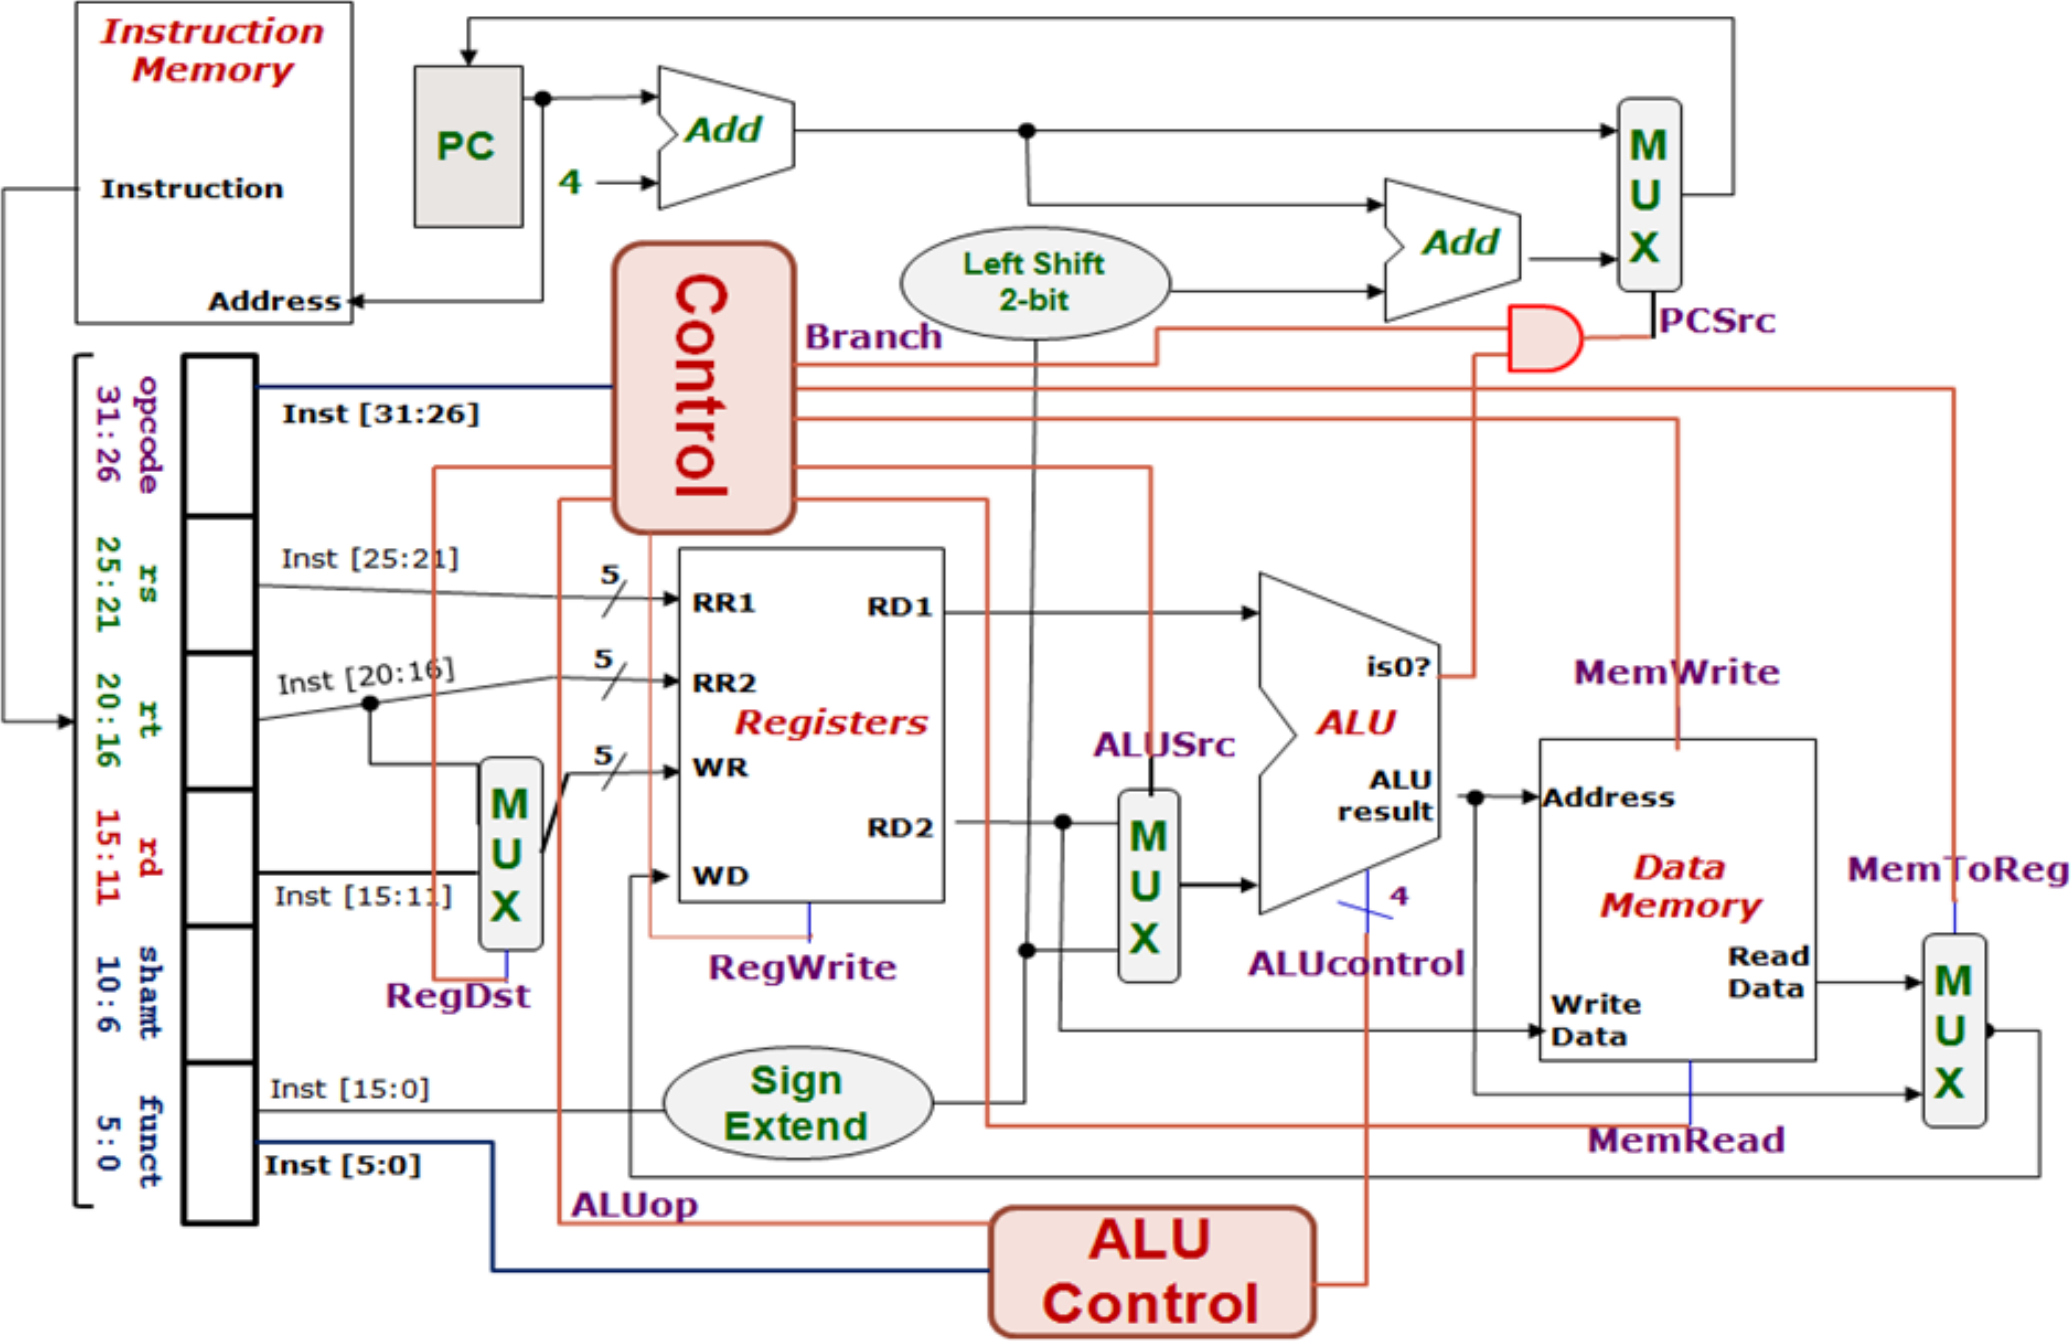 Instruction
Memory
Instruction
Address
PC
4
Add
Add
M
U
X
PCSrc
Left Shift
2-bit
Control
Branch
opcode
31:26
Inst [31:26]
rs
25:21
Inst [25:21]
5
rt
20:16
Inst [20:16]
5
rd
15:11
Inst [15:11]
5
shamt
10:6
funct
5:0
Inst [15:0]
Inst [5:0]
M
U
X
RegDst
RR1
RR2
WR
WD
RD1
RD2
Registers
RegWrite
Sign
Extend
ALUSrc
M
U
X
is0?
ALU
ALU
result
4
ALUcontrol
MemWrite
Address
Data
Memory
Read
Data
Write
Data
MemRead
MemToReg
M
U
X
ALUop
ALU
Control